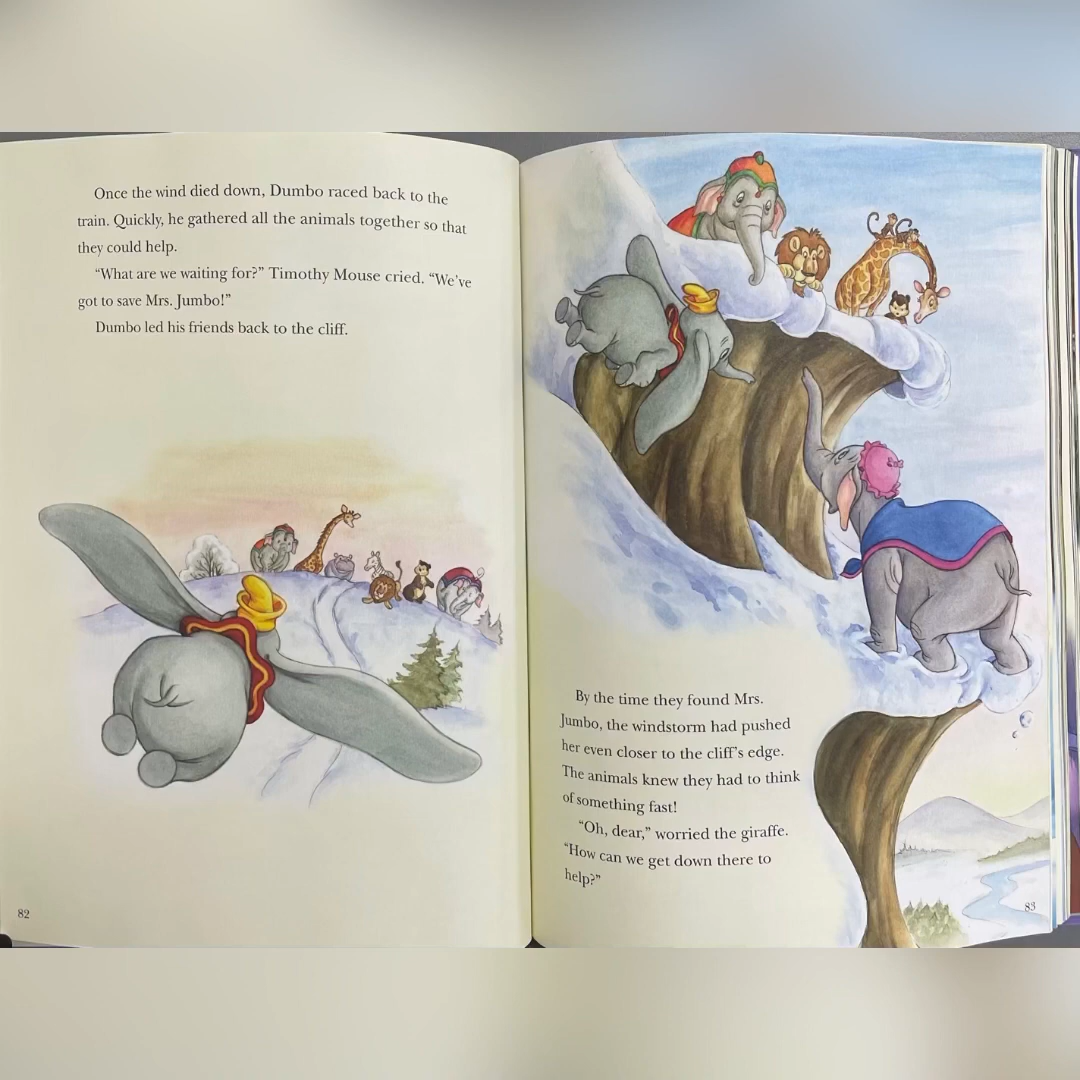 Once the wind died down, Dumbo raced back to the
train. Quickly, he gathered all the animals together so that
they could help.
“What are we waiting for?” Timothy Mouse cried. “We’ve
got to save Mrs. Jumbo!”
Dumbo led his friends back to the cliff.
82
By the time they found Mrs.
Jumbo, the windstorm had pushed
her even closer to the cliff’s edge.
The animals knew they had to think
of something fast!
“Oh, dear,” worried the giraffe.
“How can we get down there to
help?”
83